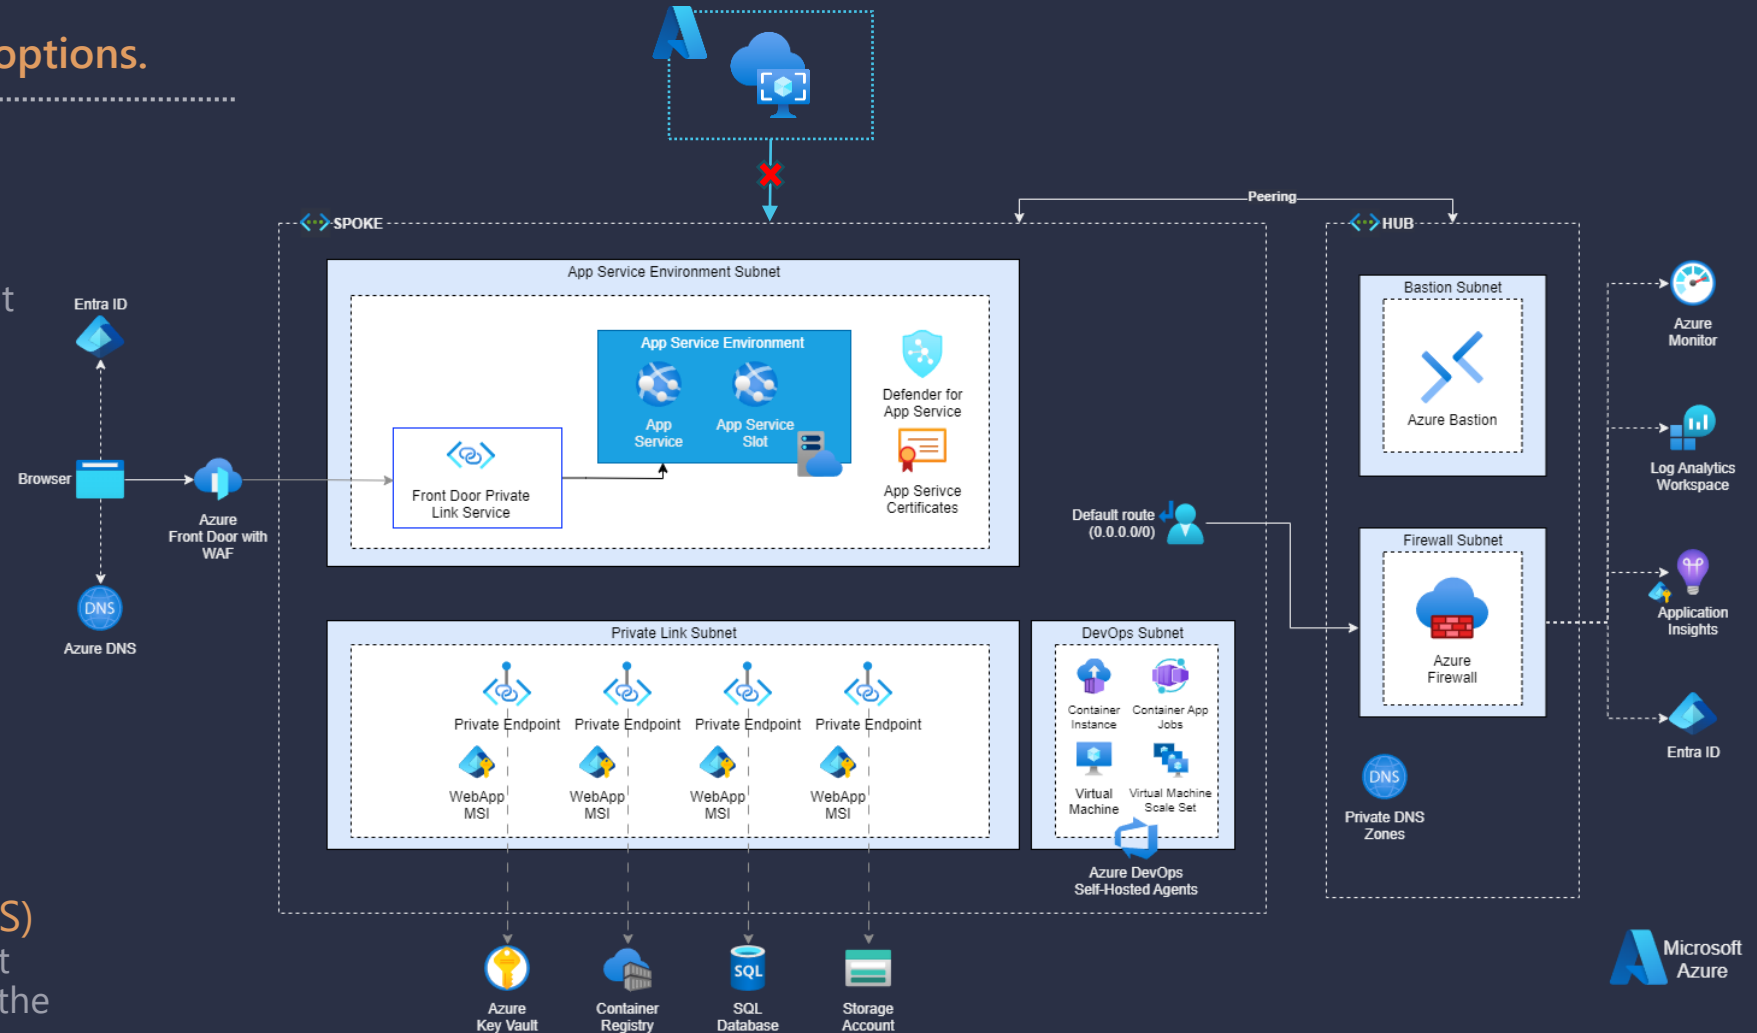 options.
Peering
SPOKE
HUB
App Service Environment Subnet
t
Entra ID
Bastion Subnet
Azure
Monitor
App Service Environment
Defender for
App Service
Azure Bastion
App
Service
App Service
Slot
Log Analytics
Workspace
Browser
Front Door Private
Link Service
App Serivce
Certificates
Azure
Front Door with
WAF
Default route
(0.0.0.0/0)
Firewall Subnet
DNS
Azure DNS
Application
Insights
Private Link Subnet
DevOps Subnet
Azure
Firewall
Private Endpoint
Private Endpoint
Private Endpoint
Private Endpoint
Container
Instance
Container App
Jobs
Entra ID
WebApp
MSI
WebApp
MSI
WebApp
MSI
WebApp
MSI
Virtual
Machine
Virtual Machine
Scale Set
DNS
Private DNS
Zones
Azure DevOps
Self-Hosted Agents
S)
t
the
SQL
Azure
Key Vault
Container
Registry
SQL
Database
Storage
Account
Microsoft
Azure